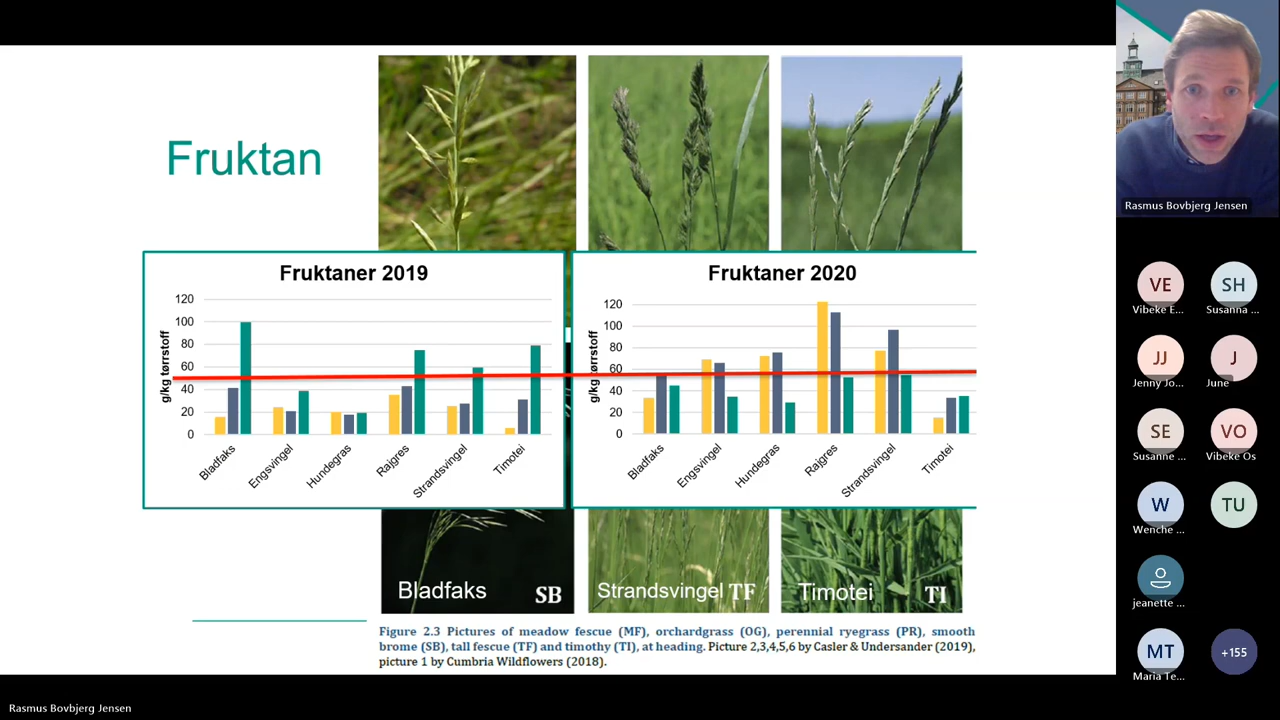 Fruktan
Fruktaner 2019
120
100
80
60
40
20
0
g/kg tørrstoff
Bladfaks
Engsvingel
Hundegras
Rajgres
Strandsvingel
Timotei
Fruktaner 2020
120
100
80
60
40
20
0
g/kg tørrstoff
Bladfaks
Engsvingel
Hundegras
Rajgres
Strandsvingel
Timotei
Bladfaks SB
Strandsvingel TF
Timotei TI
Figure 2.3 Pictures of meadow fescue (MF), orchardgrass (OG), perennial ryegrass (PR), smooth
brome (SB), tall fescue (TF) and timothy (TI), at heading. Picture 2,3,4,5,6 by Casler & Undersander (2019),
picture 1 by Cumbria Wildflowers (2018).
Rasmus Bovbjerg Jensen
VE
Vibeke E...
SH
Susanna ...
JJ
Jenny Jo...
J
June
SE
Susanne ...
VO
Vibeke Os
W
Wenche ...
TU
jeanette ...
MT
Maria Te...
+155
Rasmus Bovbjerg Jensen